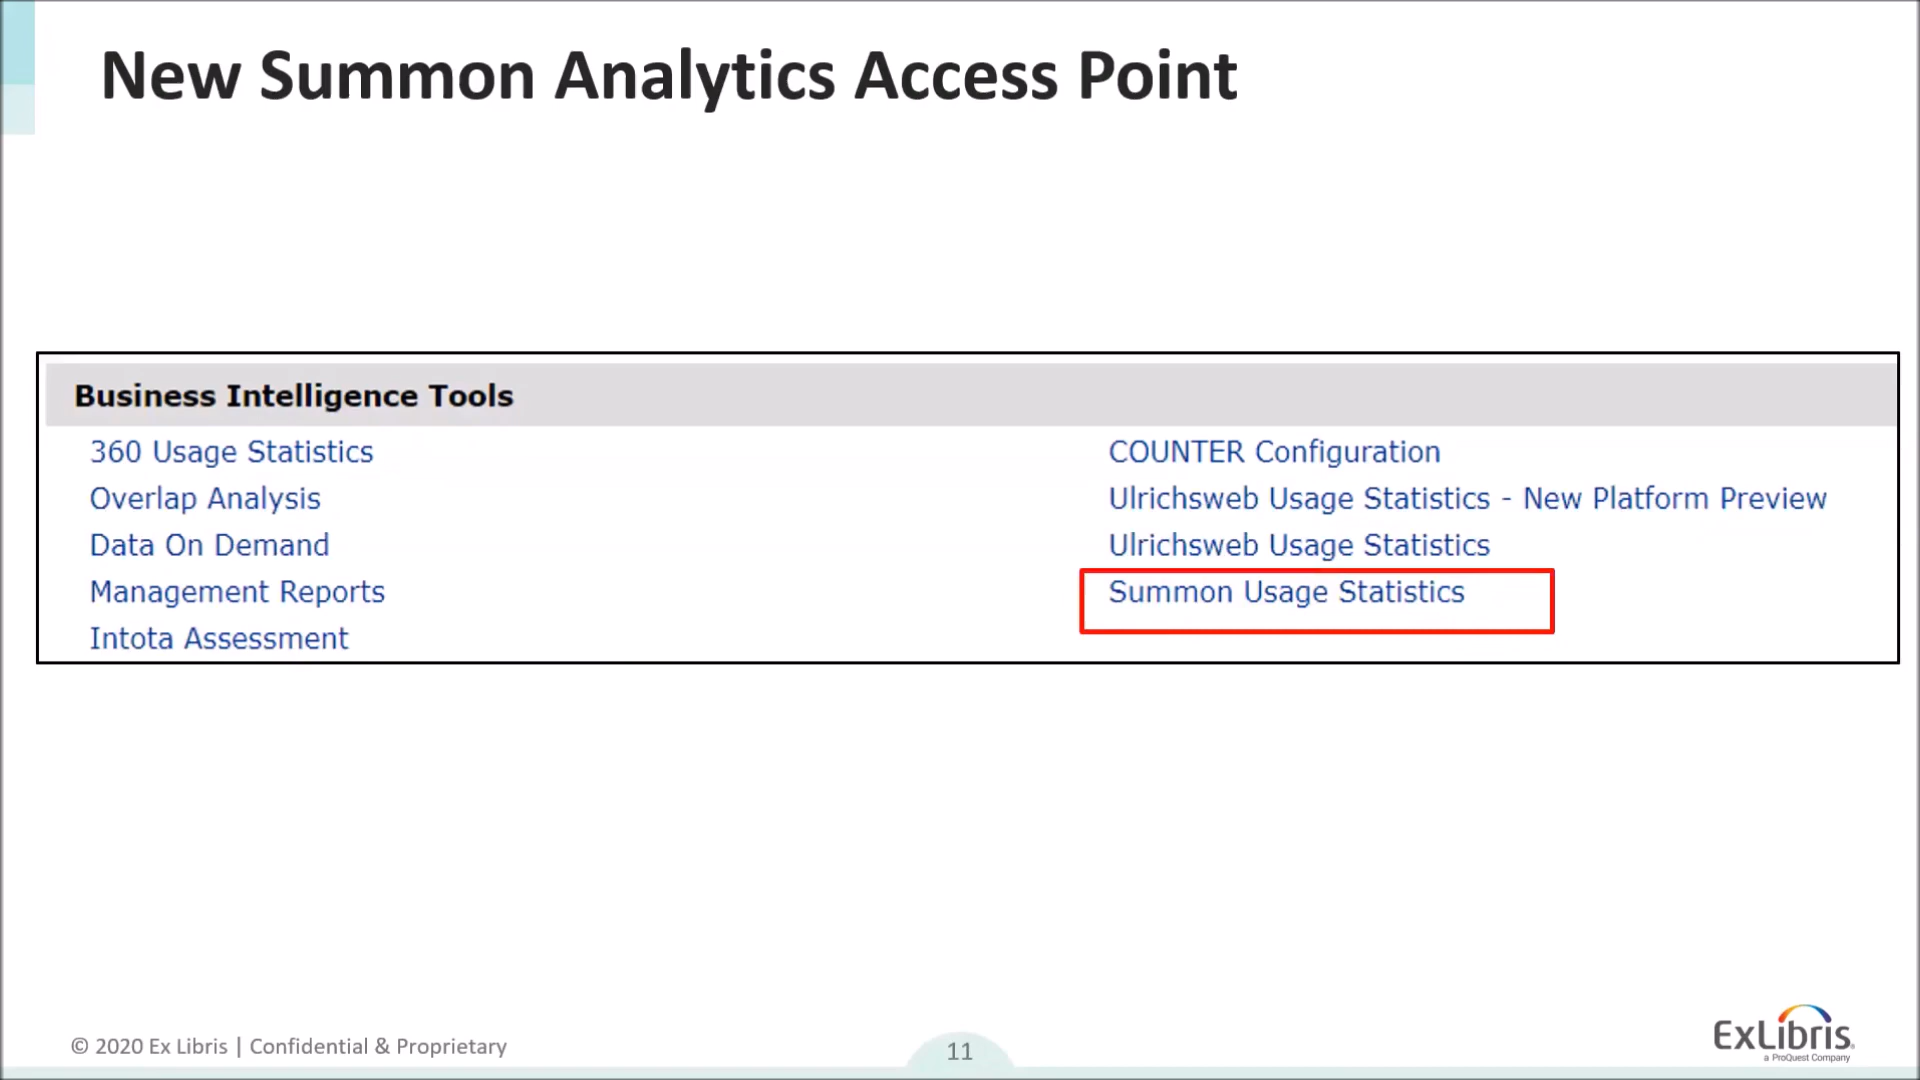 New Summon Analytics Access Point
Business Intelligence Tools
360 Usage Statistics
Overlap Analysis
Data On Demand
Management Reports
Intota Assessment
COUNTER Configuration
Ulrichsweb Usage Statistics - New Platform Preview
Ulrichsweb Usage Statistics
Summon Usage Statistics
© 2020 Ex Libris | Confidential & Proprietary
11
ExLibris
a ProQuest Company